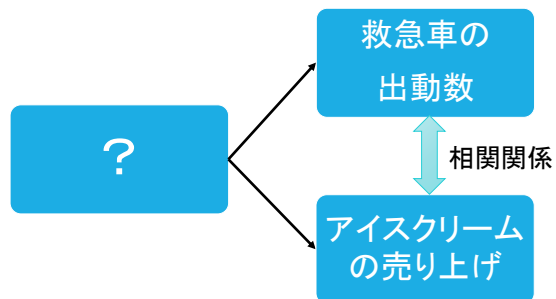 救急車の
出動数
?
相関関係
アイスクリーム
の売り上げ